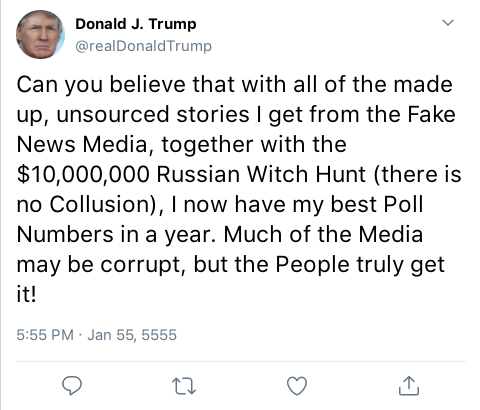 Donald J. Trump
@realDonaldTrump
Can you believe that with all of the made
up, unsourced stories I get from the Fake
News Media, together with the
$10,000,000 Russian Witch Hunt (there is
no Collusion), I now have my best Poll
Numbers in a year. Much of the Media
may be corrupt, but the People truly get
it!
5:55 PM · Jan 55, 5555